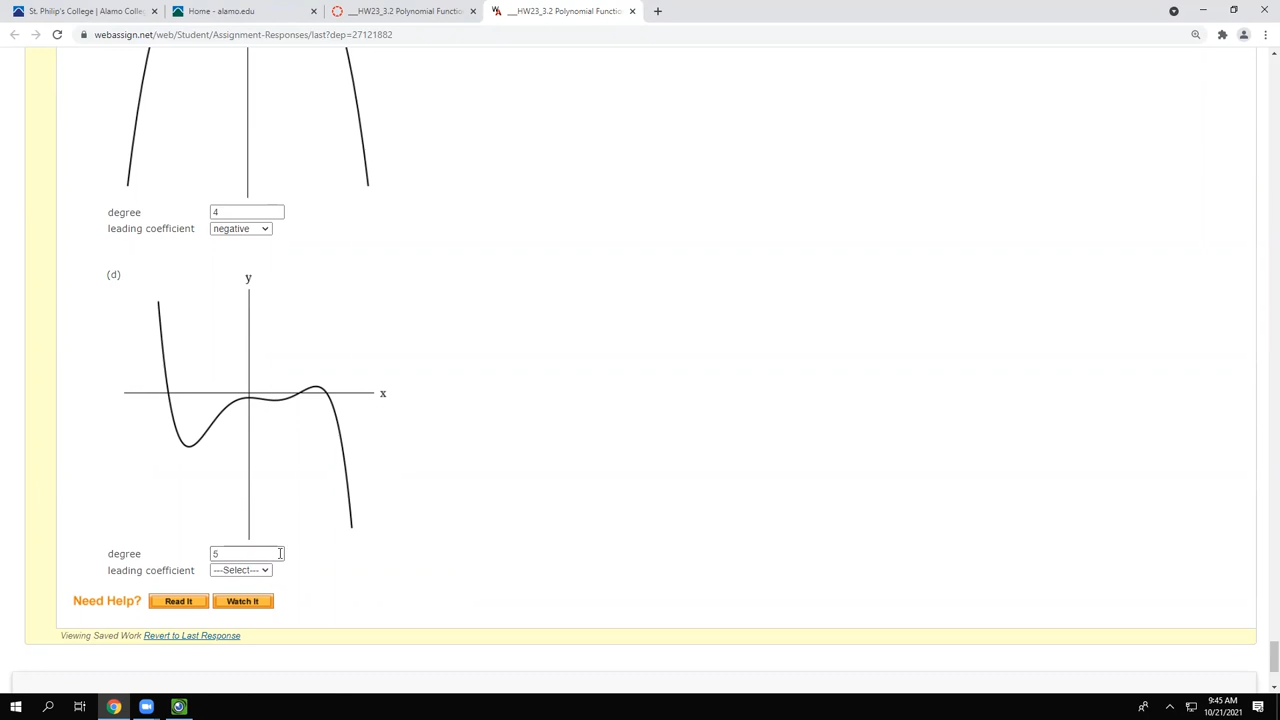 St. Philip's College | Alamo Col
Home - alamo.edu
__HW23_3.2 Polynomial Function
__HW23_3.2 Polynomial Functio
webassign.net/web/Student/Assignment-Responses/last?dep=27121882
degree 4
leading coefficient negative
(d)
y
x
degree 5
leading coefficient ---Select---
Need Help? Read It Watch It
Viewing Saved Work Revert to Last Response
9:45 AM
10/21/2021